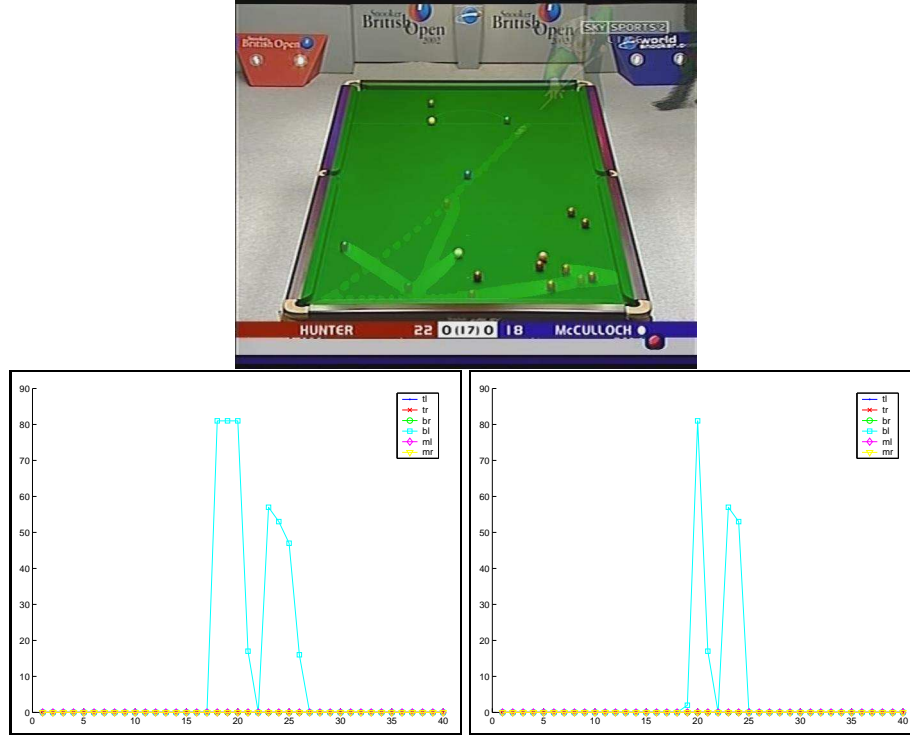 Snooker
British Open
2002
Snooker
British Open
2002
SKY SPORTS 2
Snooker
British Open
world
snooker.c
HUNTER 22 0 (17) 0 18 McCULLOCH
90
80
70
60
50
40
30
20
10
0
0 5 10 15 20 25 30 35 40
tl
tr
br
bl
ml
mr
90
80
70
60
50
40
30
20
10
0
0 5 10 15 20 25 30 35 40
tl
tr
br
bl
ml
mr